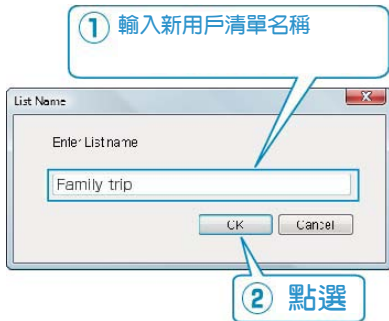 ① 輸入新用戶清單名稱
List Name
Enter List name
Family trip
OK
Cancel
② 點選